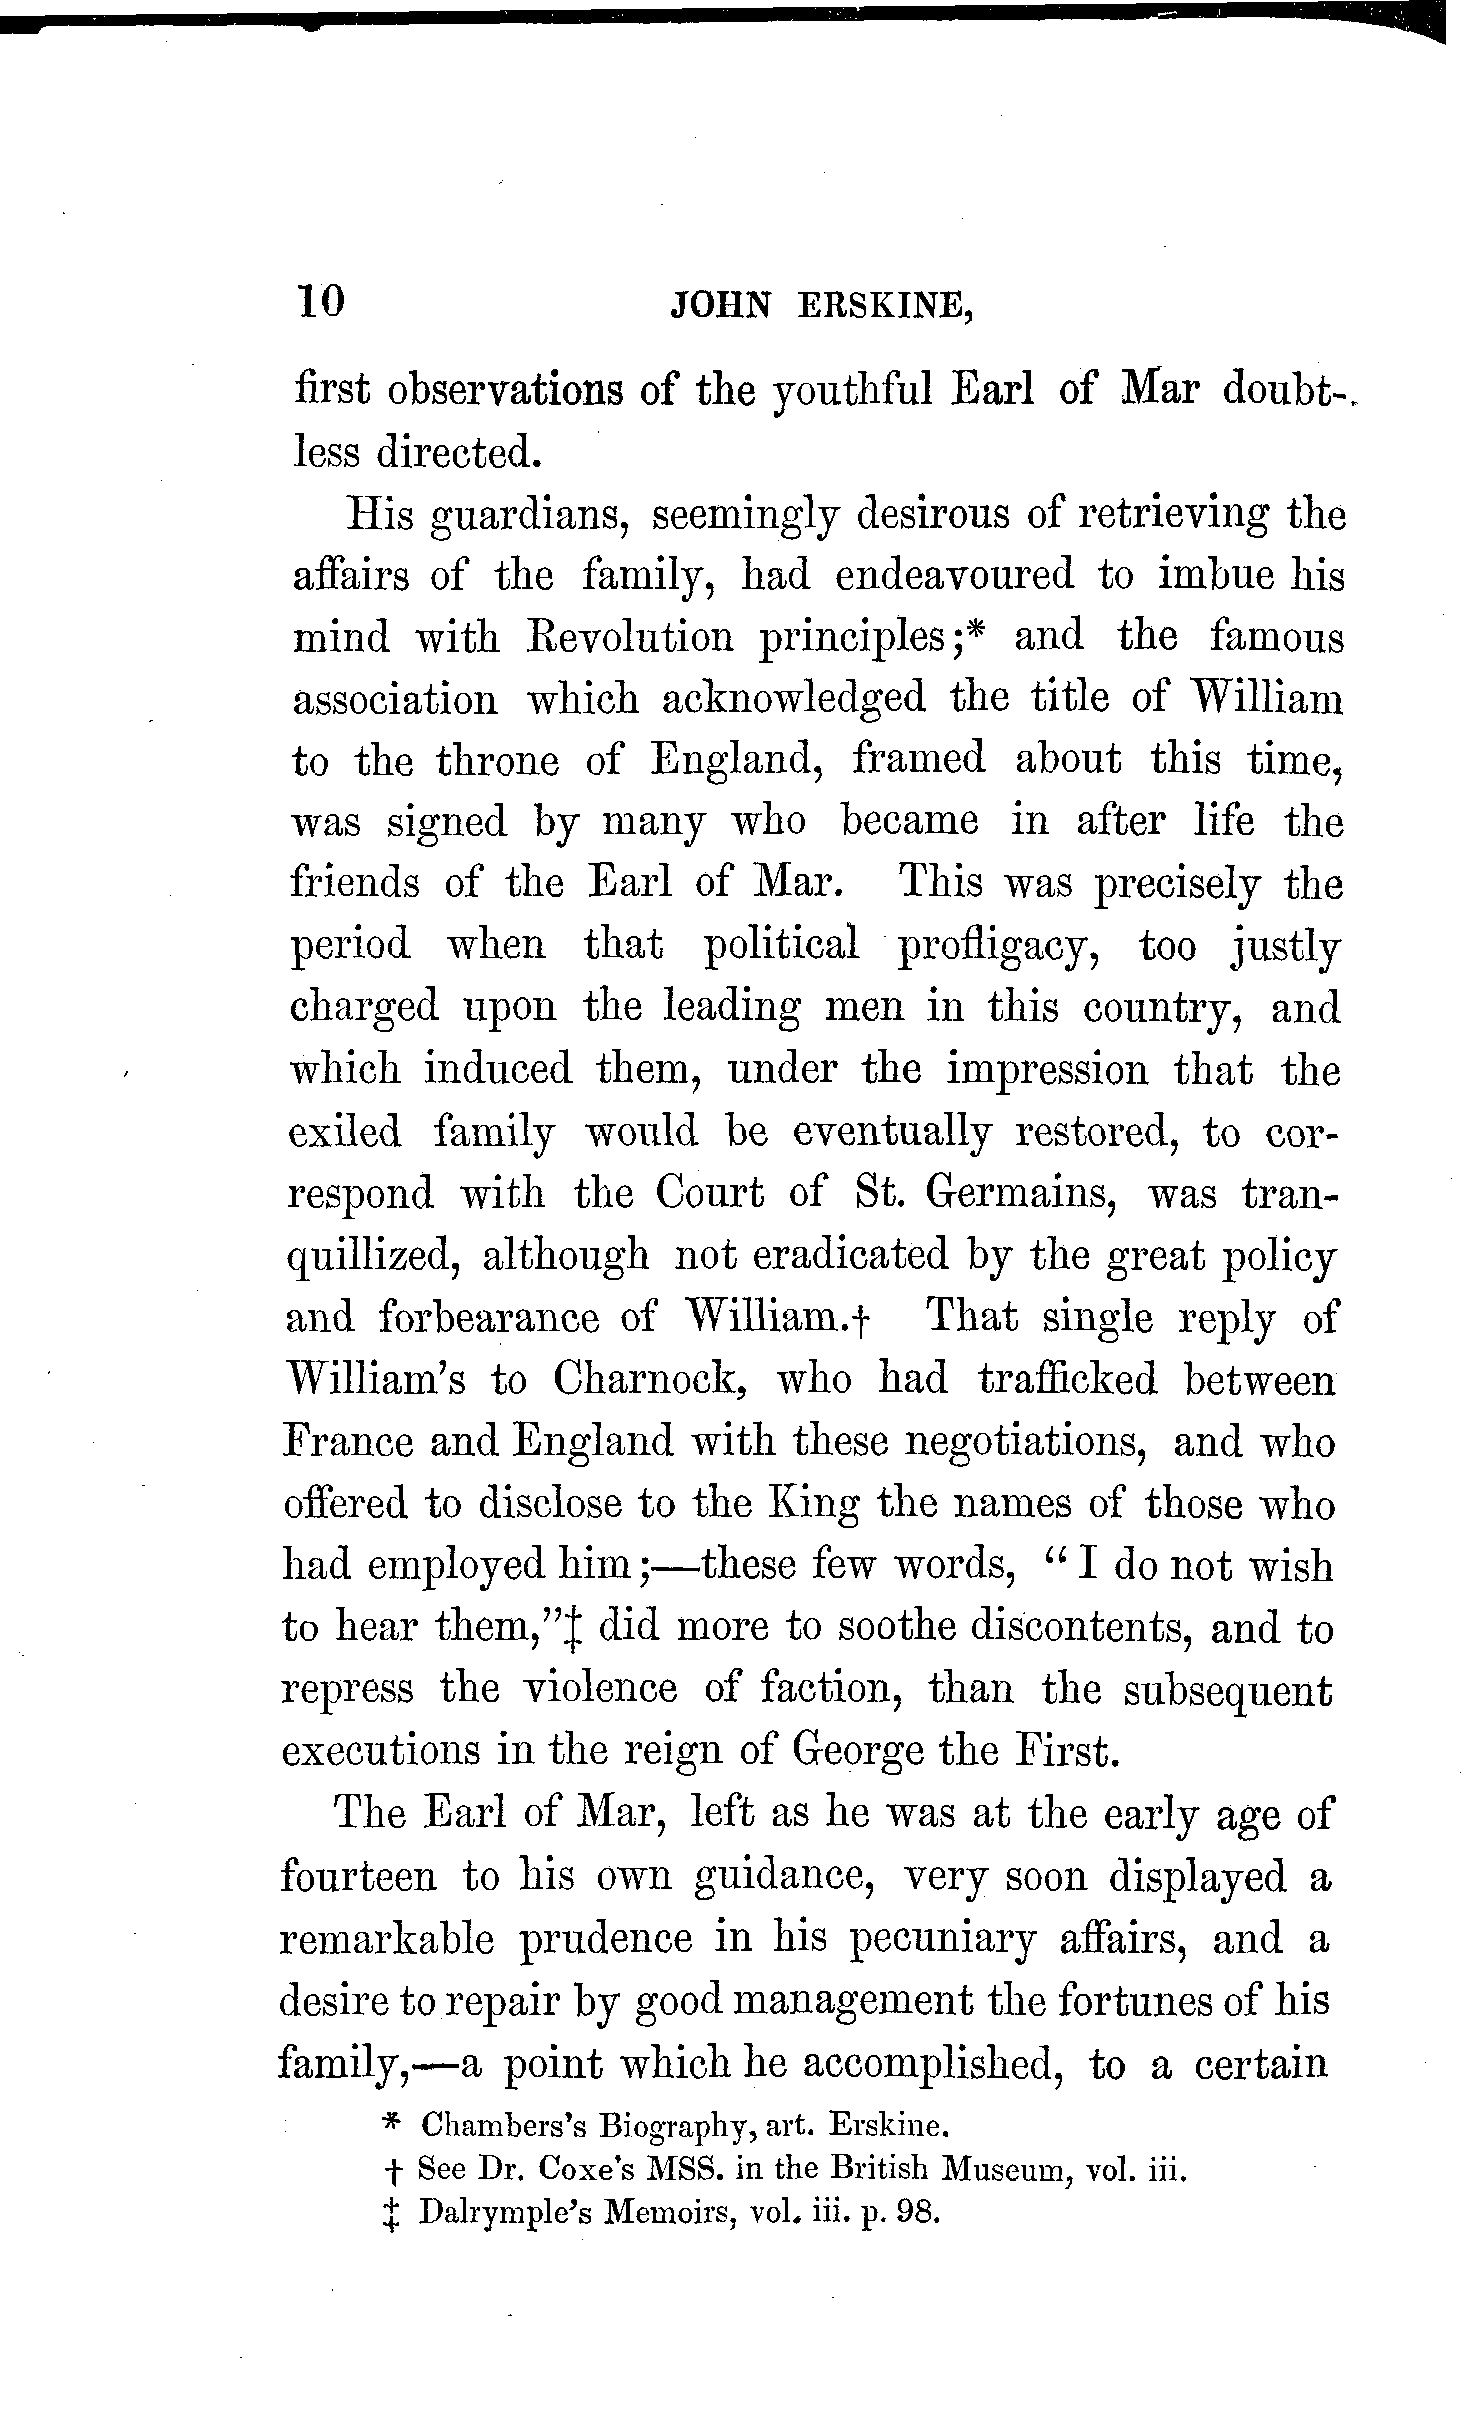 10 JOHN ERSKINE,
first observations of the youthful Earl of Mar doubt-
less directed.
His guardians, seemingly desirous of retrieving the
affairs of the family, had endeavoured to imbue his
mind with Revolution principles;* and the famous
association which acknowledged the title of William
to the throne of England, framed about this time,
was signed by many who became in after life the
friends of the Earl of Mar. This was precisely the
period when that political profligacy, too justly
charged upon the leading men in this country, and
which induced them, under the impression that the
exiled family would be eventually restored, to cor-
respond with the Court of St. Germains, was tran-
quillized, although not eradicated by the great policy
and forbearance of William.† That single reply of
William's to Charnock, who had trafficked between
France and England with these negotiations, and who
offered to disclose to the King the names of those who
had employed him;—these few words, “I do not wish
to hear them,”‡ did more to soothe discontents, and to
repress the violence of faction, than the subsequent
executions in the reign of George the First.
The Earl of Mar, left as he was at the early age of
fourteen to his own guidance, very soon displayed a
remarkable prudence in his pecuniary affairs, and a
desire to repair by good management the fortunes of his
family,—a point which he accomplished, to a certain
* Chambers's Biography, art. Erskine.
† See Dr. Coxe's MSS. in the British Museum, vol. iii.
‡ Dalrymple's Memoirs, vol. iii. p. 98.